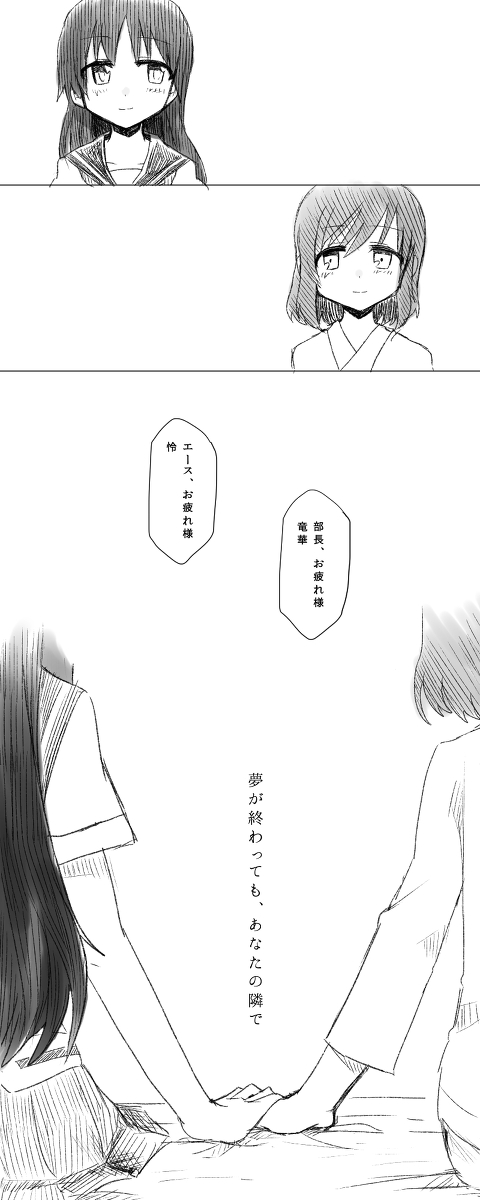 部長、お疲れ様
竜華
エース、お疲れ様
怜
夢が終わっても、あなたの隣で